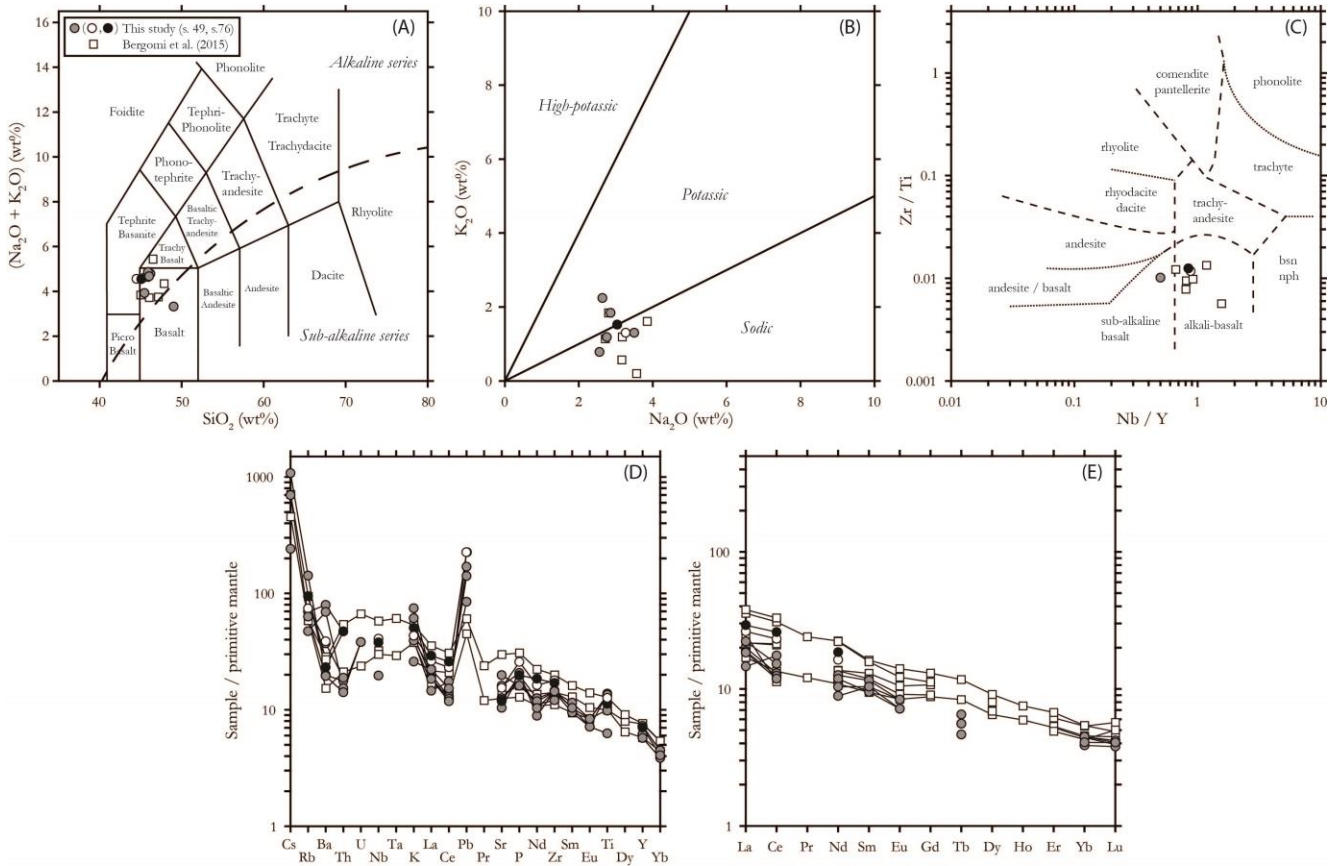 (A)
(Na2O + K2O) (wt%)
16
14
12
10
8
6
4
2
0
This study (s. 49, s.76)
Bergomi et al. (2015)
Phonolite
Alkaline series
Foidite
Tephri-
Phonolite
Trachyte
Trachydacite
Phono-
tephrite
Trachy-
andesite
Tephrite
Basanite
Basaltic
Trachy-
andesite
Rhyolite
Trachy
Basalt
Picro
Basalt
Basalt
Basaltic
Andesite
Andesite
Dacite
Sub-alkaline series
40 50 60 70 80
SiO2 (wt%)
(B)
K2O (wt%)
10
8
6
4
2
0
High-potassic
Potassic
Sodic
0 2 4 6 8 10
Na2O (wt%)
(C)
Zr / Ti
1
0.1
0.01
0.001
comendite
pantellerite
phonolite
rhyolite
trachyte
rhyodacite
dacite
trachy-
andesite
andesite
bsn
nph
andesite / basalt
sub-alkaline
basalt
alkali-basalt
0.01 0.1 1 10
Nb / Y
(D)
Sample / primitive mantle
1000
100
10
1
Cs Rb Ba Th U Nb Ta K La Ce Pb Pr Sr P Nd Zr Sm Eu Ti Dy Y Yb
(E)
Sample / primitive mantle
100
10
1
La Ce Pr Nd Sm Eu Gd Tb Dy Ho Er Yb Lu